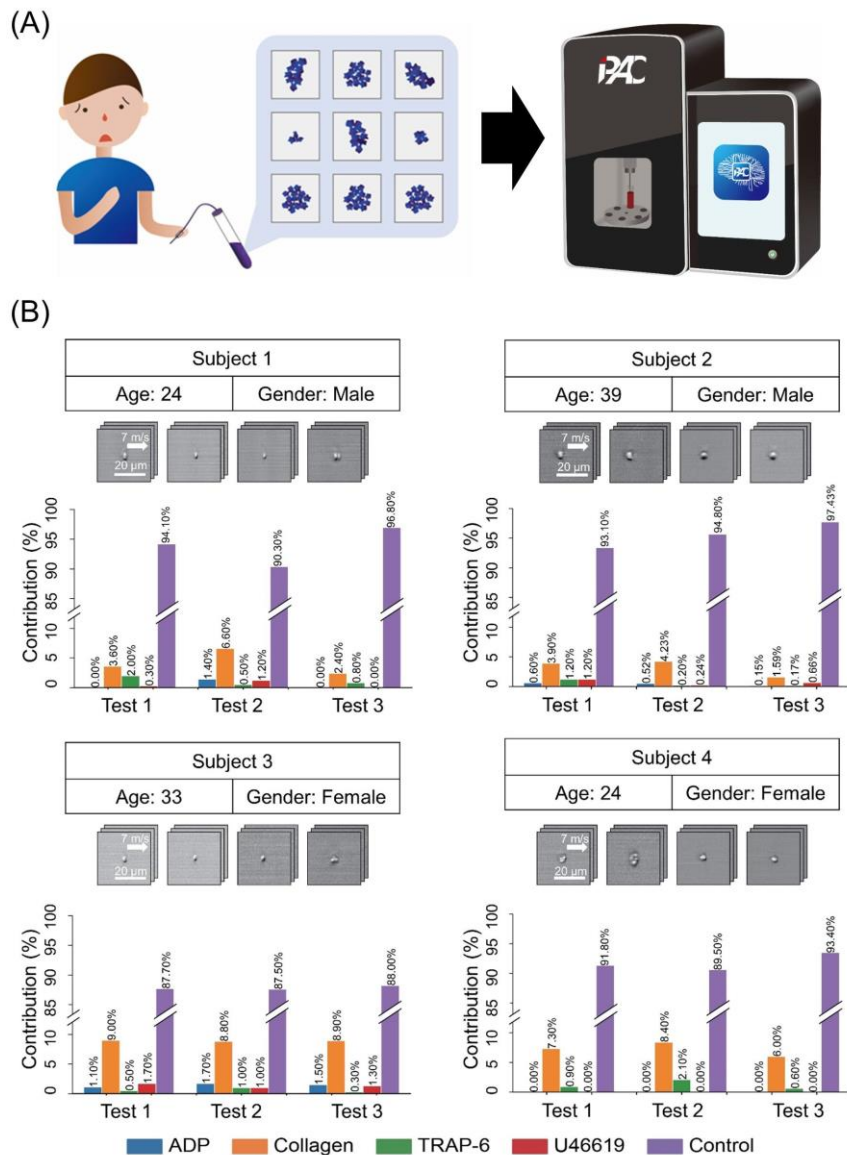 (A)
iPAC
iPAC
(B)
Subject 1
Age: 24 Gender: Male
7 m/s
20 µm
Contribution (%)
100
95
90
85
10
5
0
0.00% 3.60% 2.00% 0.30% 94.10%
1.40% 6.60% 0.50% 1.20% 90.30%
0.00% 2.40% 0.80% 0.00% 96.80%
Test 1 Test 2 Test 3
Subject 2
Age: 39 Gender: Male
7 m/s
20 µm
Contribution (%)
100
95
90
85
10
5
0
0.60% 3.90% 1.20% 1.20% 93.10%
0.52% 4.23% 0.20% 0.24% 94.80%
0.15% 1.59% 0.17% 0.66% 97.43%
Test 1 Test 2 Test 3
Subject 3
Age: 33 Gender: Female
7 m/s
20 µm
Contribution (%)
100
95
90
85
10
5
0
1.10% 9.00% 0.50% 1.70% 87.70%
1.70% 8.80% 1.00% 1.00% 87.50%
1.50% 8.90% 0.30% 1.30% 88.00%
Test 1 Test 2 Test 3
Subject 4
Age: 24 Gender: Female
7 m/s
20 µm
Contribution (%)
100
95
90
85
10
5
0
0.00% 7.30% 0.90% 0.00% 91.80%
0.00% 8.40% 2.10% 0.00% 89.50%
0.00% 6.00% 0.60% 0.00% 93.40%
Test 1 Test 2 Test 3
ADP Collagen TRAP-6 U46619 Control